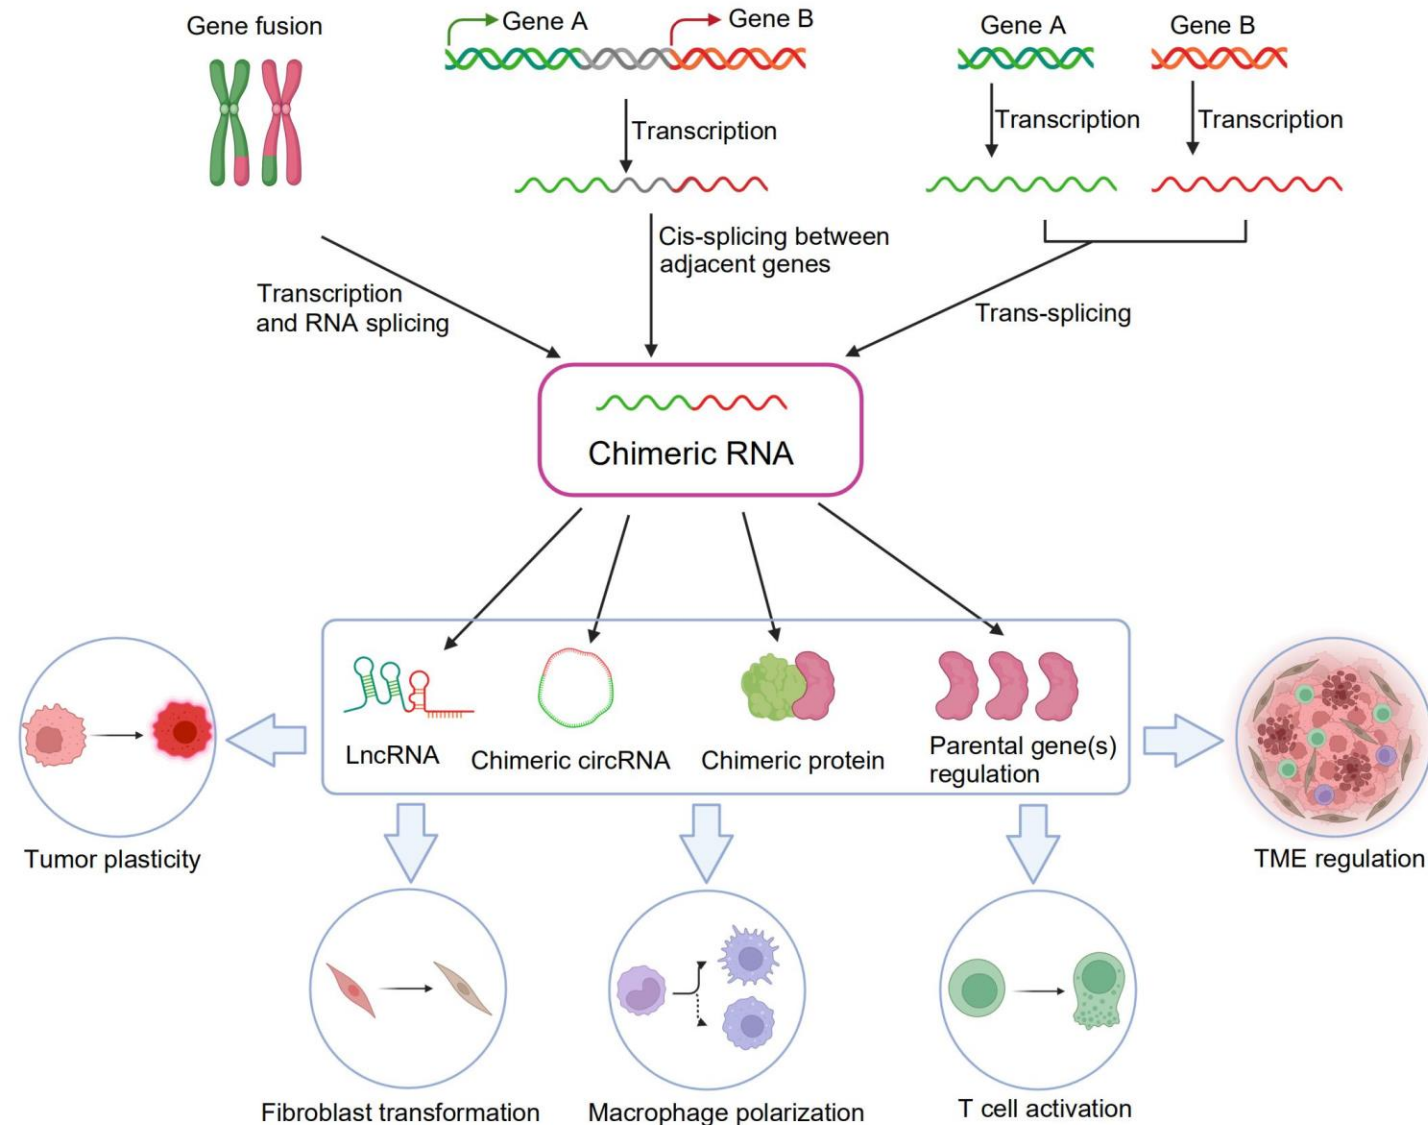 Gene fusion
Gene A
Gene B
Gene A
Gene B
Transcription
Transcription
Transcription
Cis-splicing between
adjacent genes
Transcription
and RNA splicing
Trans-splicing
Chimeric RNA
LncRNA
Chimeric circRNA
Chimeric protein
Parental gene(s)
regulation
Tumor plasticity
TME regulation
Fibroblast transformation
Macrophage polarization
T cell activation